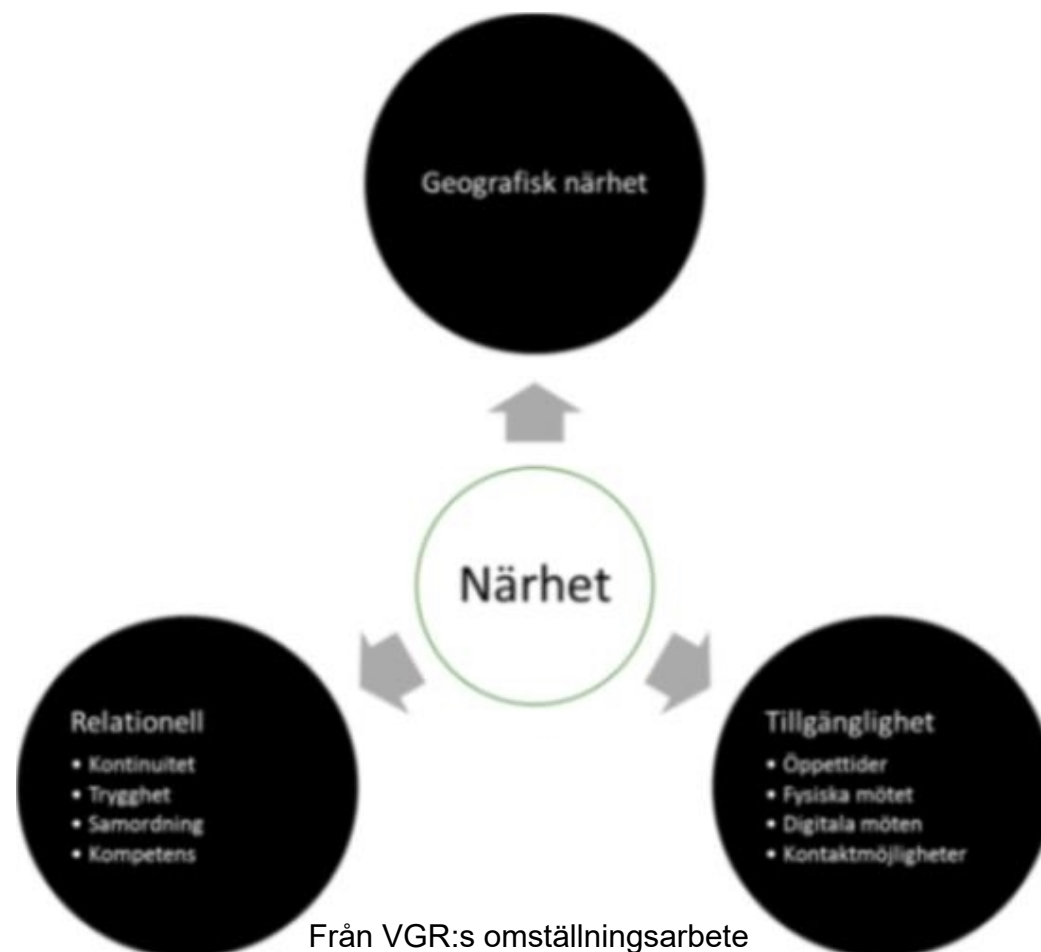 Geografisk närhet
Närhet
Relationell
• Kontinuitet
• Trygghet
• Samordning
• Kompetens
Tillgänglighet
• Öppettider
• Fysiska mötet
• Digitala möten
• Kontaktmöjligheter
Från VGR:s omställningsarbete